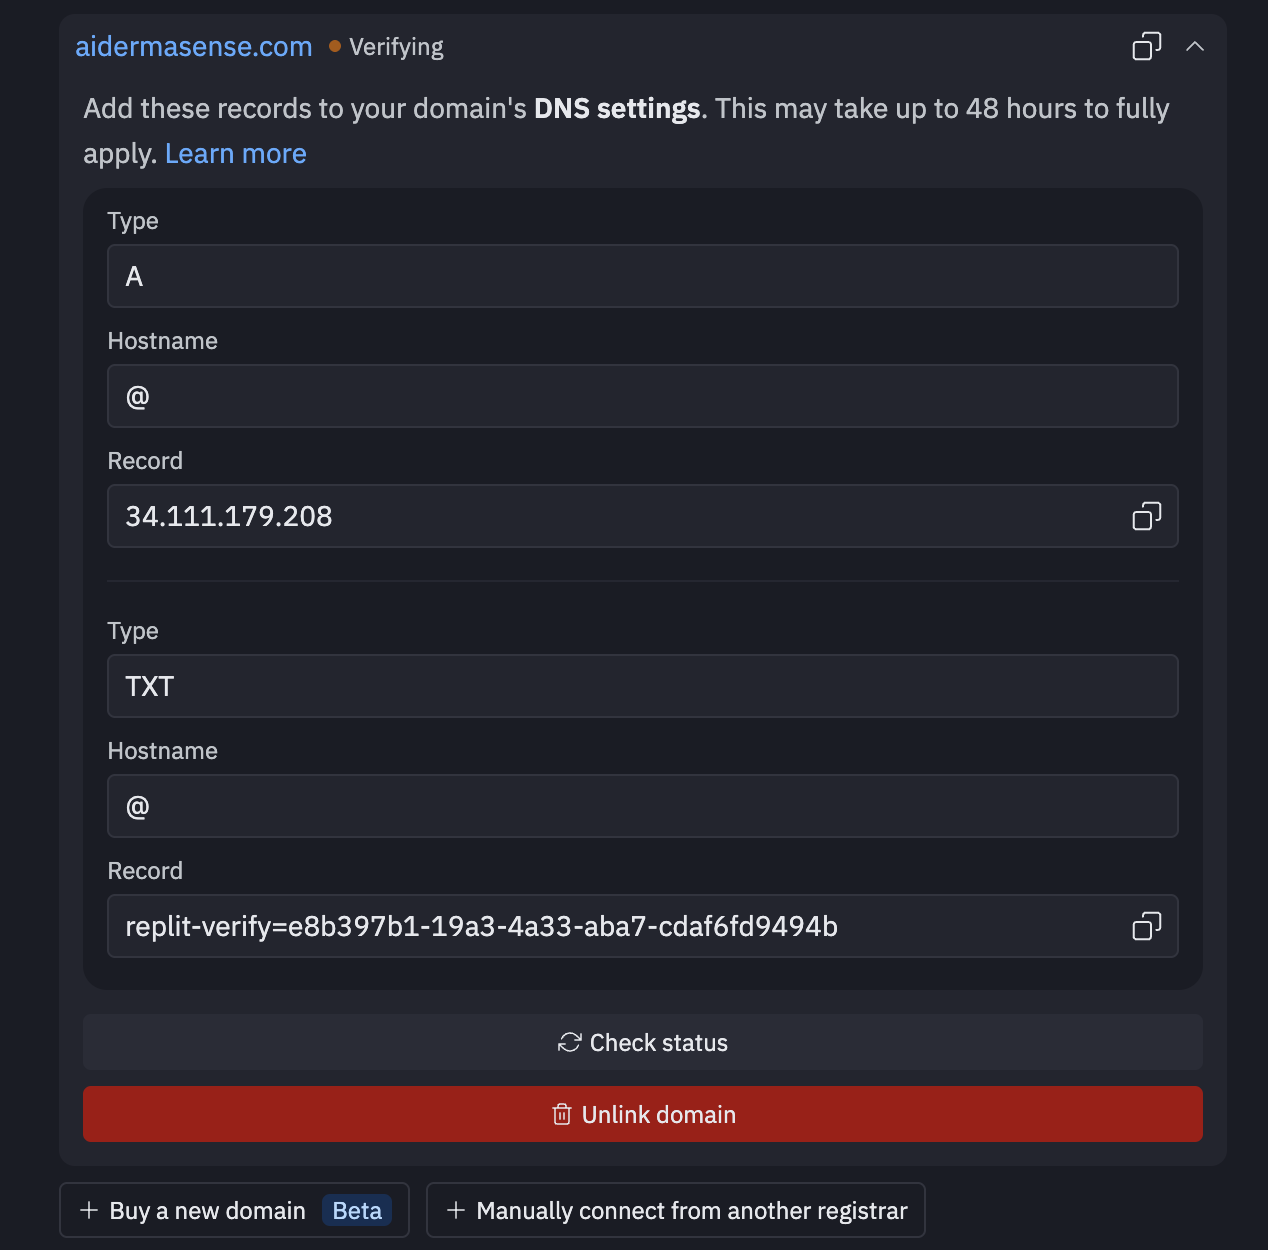 aidermasense.com Verifying
Add these records to your domain's DNS settings. This may take up to 48 hours to fully
apply. Learn more
Type
A
Hostname
@
Record
34.111.179.208
Type
TXT
Hostname
@
Record
replit-verify=e8b397b1-19a3-4a33-aba7-cdaf6fd9494b
Check status
Unlink domain
+ Buy a new domain Beta + Manually connect from another registrar